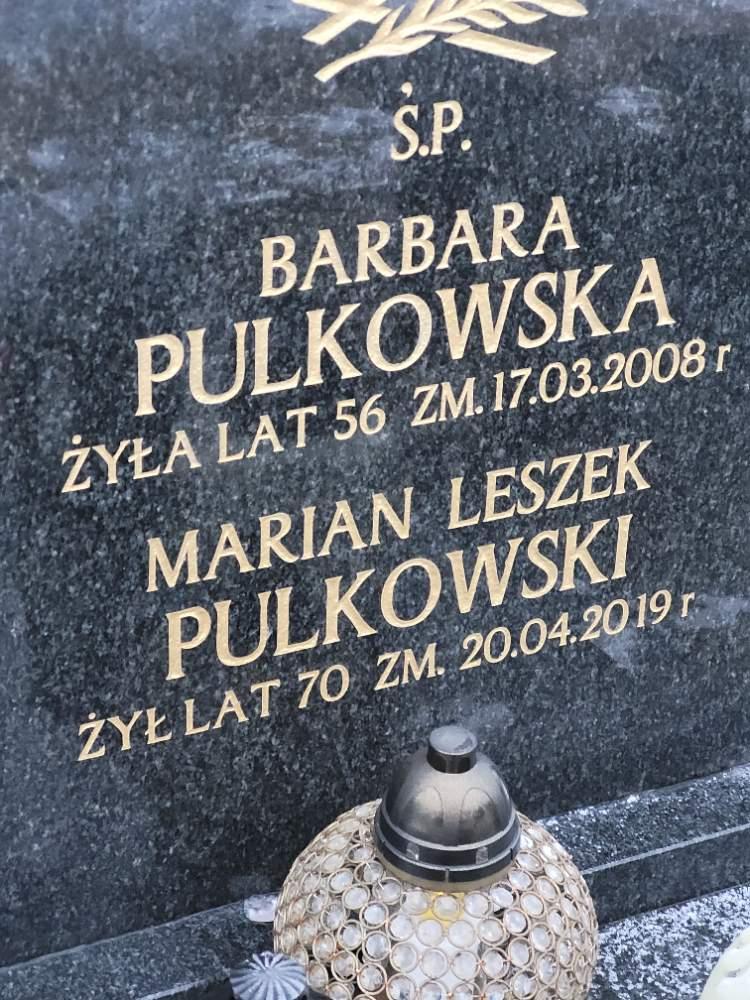 Ś.P.
BARBARA
PULKOWSKA
ŻYŁA LAT 56 ZM. 17.03.2008 r
MARIAN LESZEK
PULKOWSKI
ŻYŁ LAT 70 ZM. 20.04.2019 r